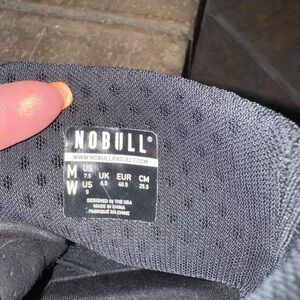 NOBULL®
WWW.NOBULLPROJECT.COM
M US UK EUR CM
7.5 6.5 40.5 25.5
W US
9
DESIGNED IN THE USA
MADE IN CHINA
FABRIQUÉ EN CHINE